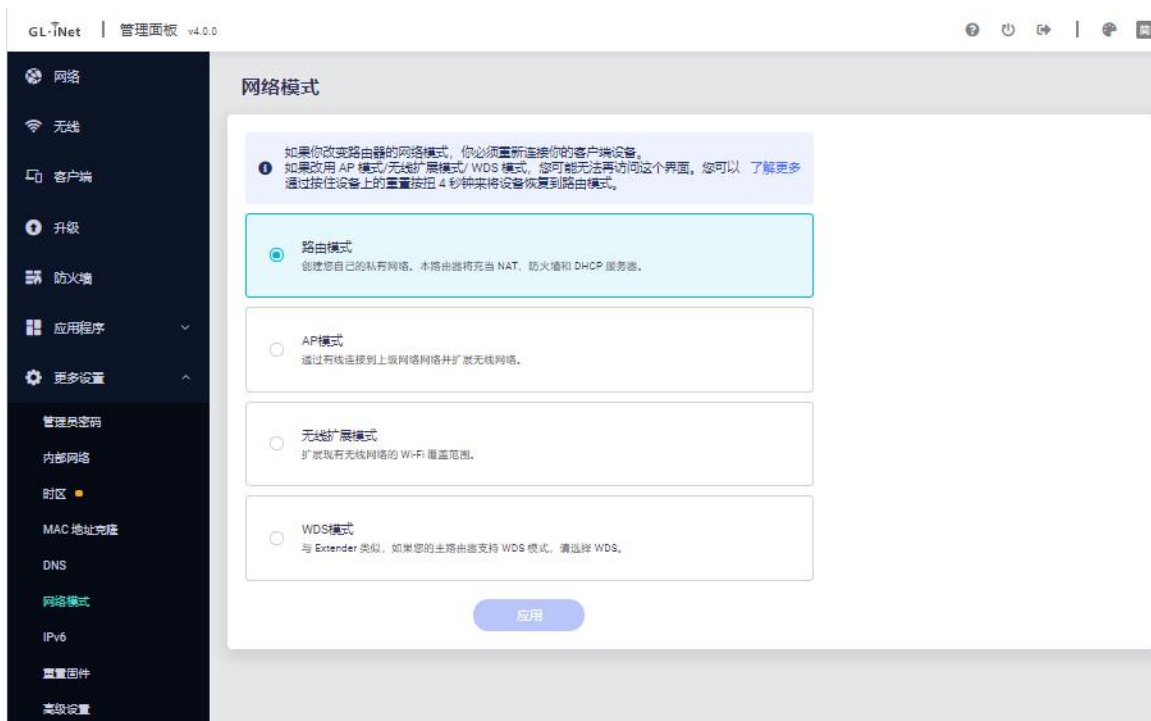 GL·iNet | 管理面板 v4.0.0
简
网络
无线
客户端
升级
防火墙
应用程序
更多设置
管理员密码
内部网络
时区
MAC 地址克隆
DNS
网络模式
IPv6
重置固件
高级设置
网络模式
如果你改变路由器的网络模式，你必须重新连接你的客户端设备。
如果改用 AP 模式/无线扩展模式/ WDS 模式，您可能无法再访问这个界面。您可以 了解更多
通过按住设备上的重置按扭 4 秒钟来将设备恢复到路由模式。
路由模式
创建您自己的私有网络。本路由器将充当 NAT、防火墙和 DHCP 服务器。
AP模式
通过有线连接到上级网络网络并扩展无线网络。
无线扩展模式
扩展现有无线网络的 Wi-Fi 覆盖范围。
WDS模式
与 Extender 类似，如果您的主路由器支持 WDS 模式，请选择 WDS。
应用